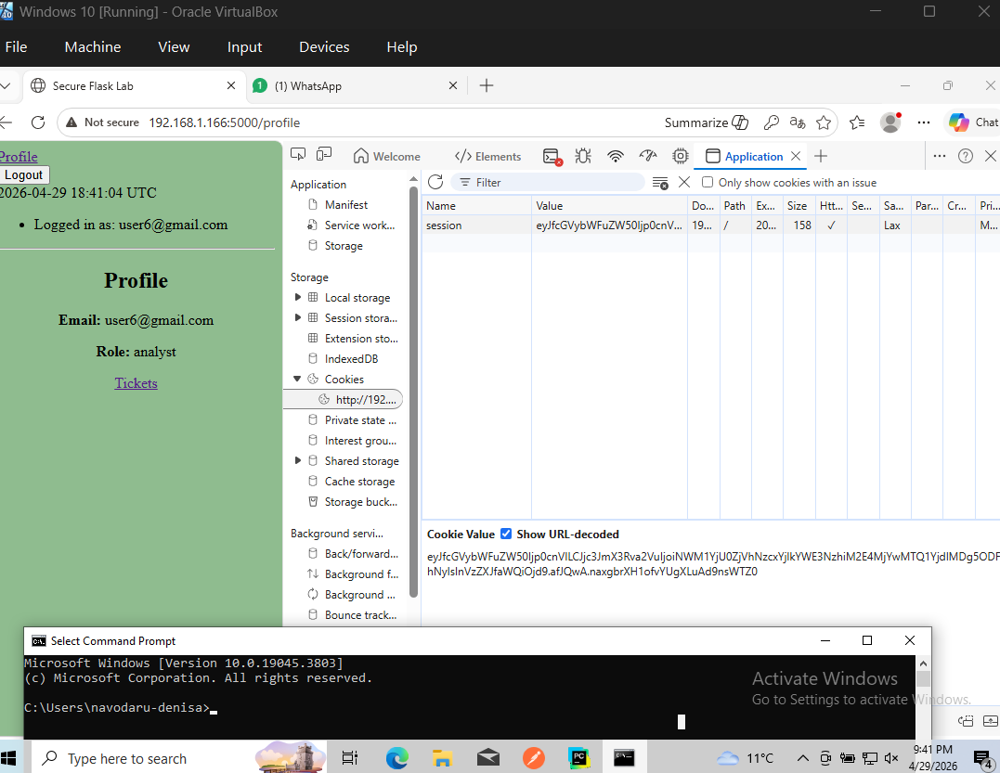 Windows 10 [Running] - Oracle VirtualBox
File Machine View Input Devices Help
Secure Flask Lab
1 (1) WhatsApp
Not secure 192.168.1.166:5000/profile
Summarize
Chat
Profile
Logout
2026-04-29 18:41:04 UTC
• Logged in as: user6@gmail.com
Profile
Email: user6@gmail.com
Role: analyst
Tickets
Welcome
Elements
Application
Filter
Only show cookies with an issue
Application
Manifest
Service work...
Storage
Storage
Local storage
Session stora...
Extension sto...
IndexedDB
Cookies
http://192....
Private state ...
Interest grou...
Shared storage
Cache storage
Storage buck...
Background servi...
Back/forward...
Background f...
Background ...
Bounce track...
Name Value Do... Path Ex... Size Htt... Se... Sa... Par... Cr... Pri...
session eyJfcGVybWFuZW50Ijp0cnV... 19... / 20... 158 ✓ Lax M...
Cookie Value Show URL-decoded
Select Command Prompt
Microsoft Windows [Version 10.0.19045.3803]
(c) Microsoft Corporation. All rights reserved.
C:\Users\navodaru-denisa>
Activate Windows
Go to Settings to activate Windows.
Type here to search
PC
11°C
9:41 PM
4/29/2026
4